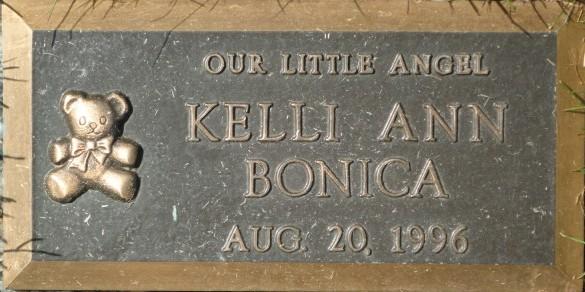 OUR LITTLE ANGEL
KELLI ANN
BONICA
AUG. 20, 1996